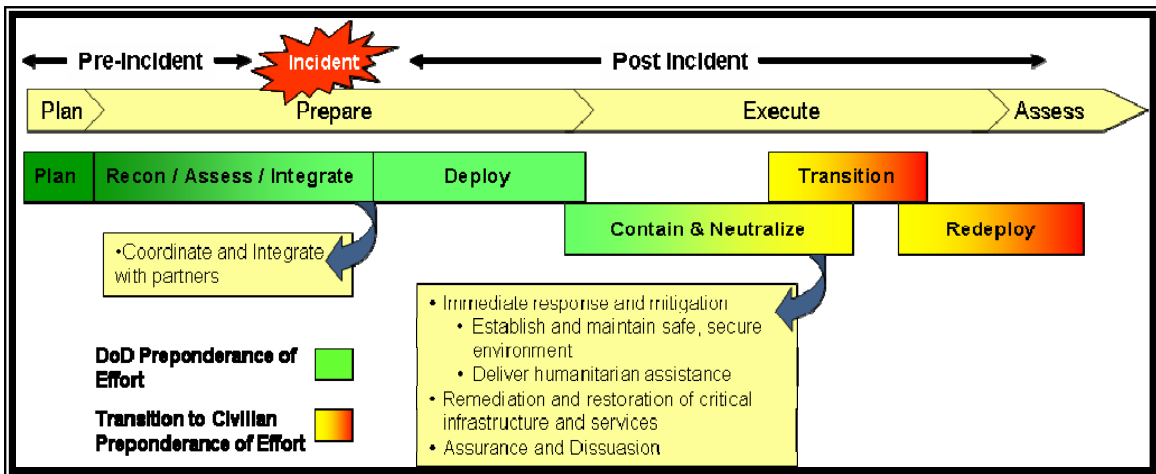 Pre-Incident
Incident
Post Incident
Plan
Prepare
Execute
Assess
Plan
Recon / Assess / Integrate
Deploy
Transition
Contain & Neutralize
Redeploy
•Coordinate and Integrate
with partners
• Immediate response and mitigation
• Establish and maintain safe, secure
environment
• Deliver humanitarian assistance
• Remediation and restoration of critical
infrastructure and services
• Assurance and Dissuasion
DoD Preponderance of
Effort
Transition to Civilian
Preponderance of Effort